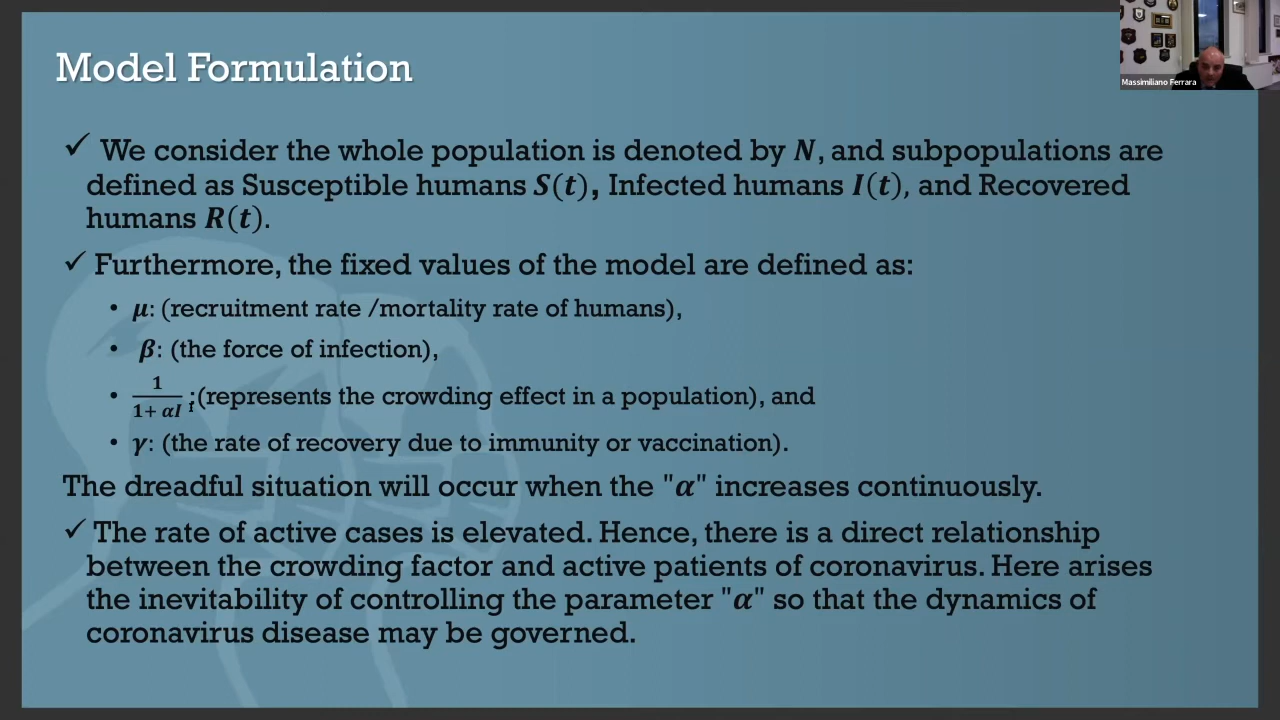 Model Formulation
Massimiliano Ferrara
✓ We consider the whole population is denoted by N, and subpopulations are
defined as Susceptible humans S(t), Infected humans I(t), and Recovered
humans R(t).
✓ Furthermore, the fixed values of the model are defined as:
• μ: (recruitment rate /mortality rate of humans),
• β: (the force of infection),
• 1/(1+ αI) ;(represents the crowding effect in a population), and
• γ: (the rate of recovery due to immunity or vaccination).
The dreadful situation will occur when the "α" increases continuously.
✓ The rate of active cases is elevated. Hence, there is a direct relationship
between the crowding factor and active patients of coronavirus. Here arises
the inevitability of controlling the parameter "α" so that the dynamics of
coronavirus disease may be governed.